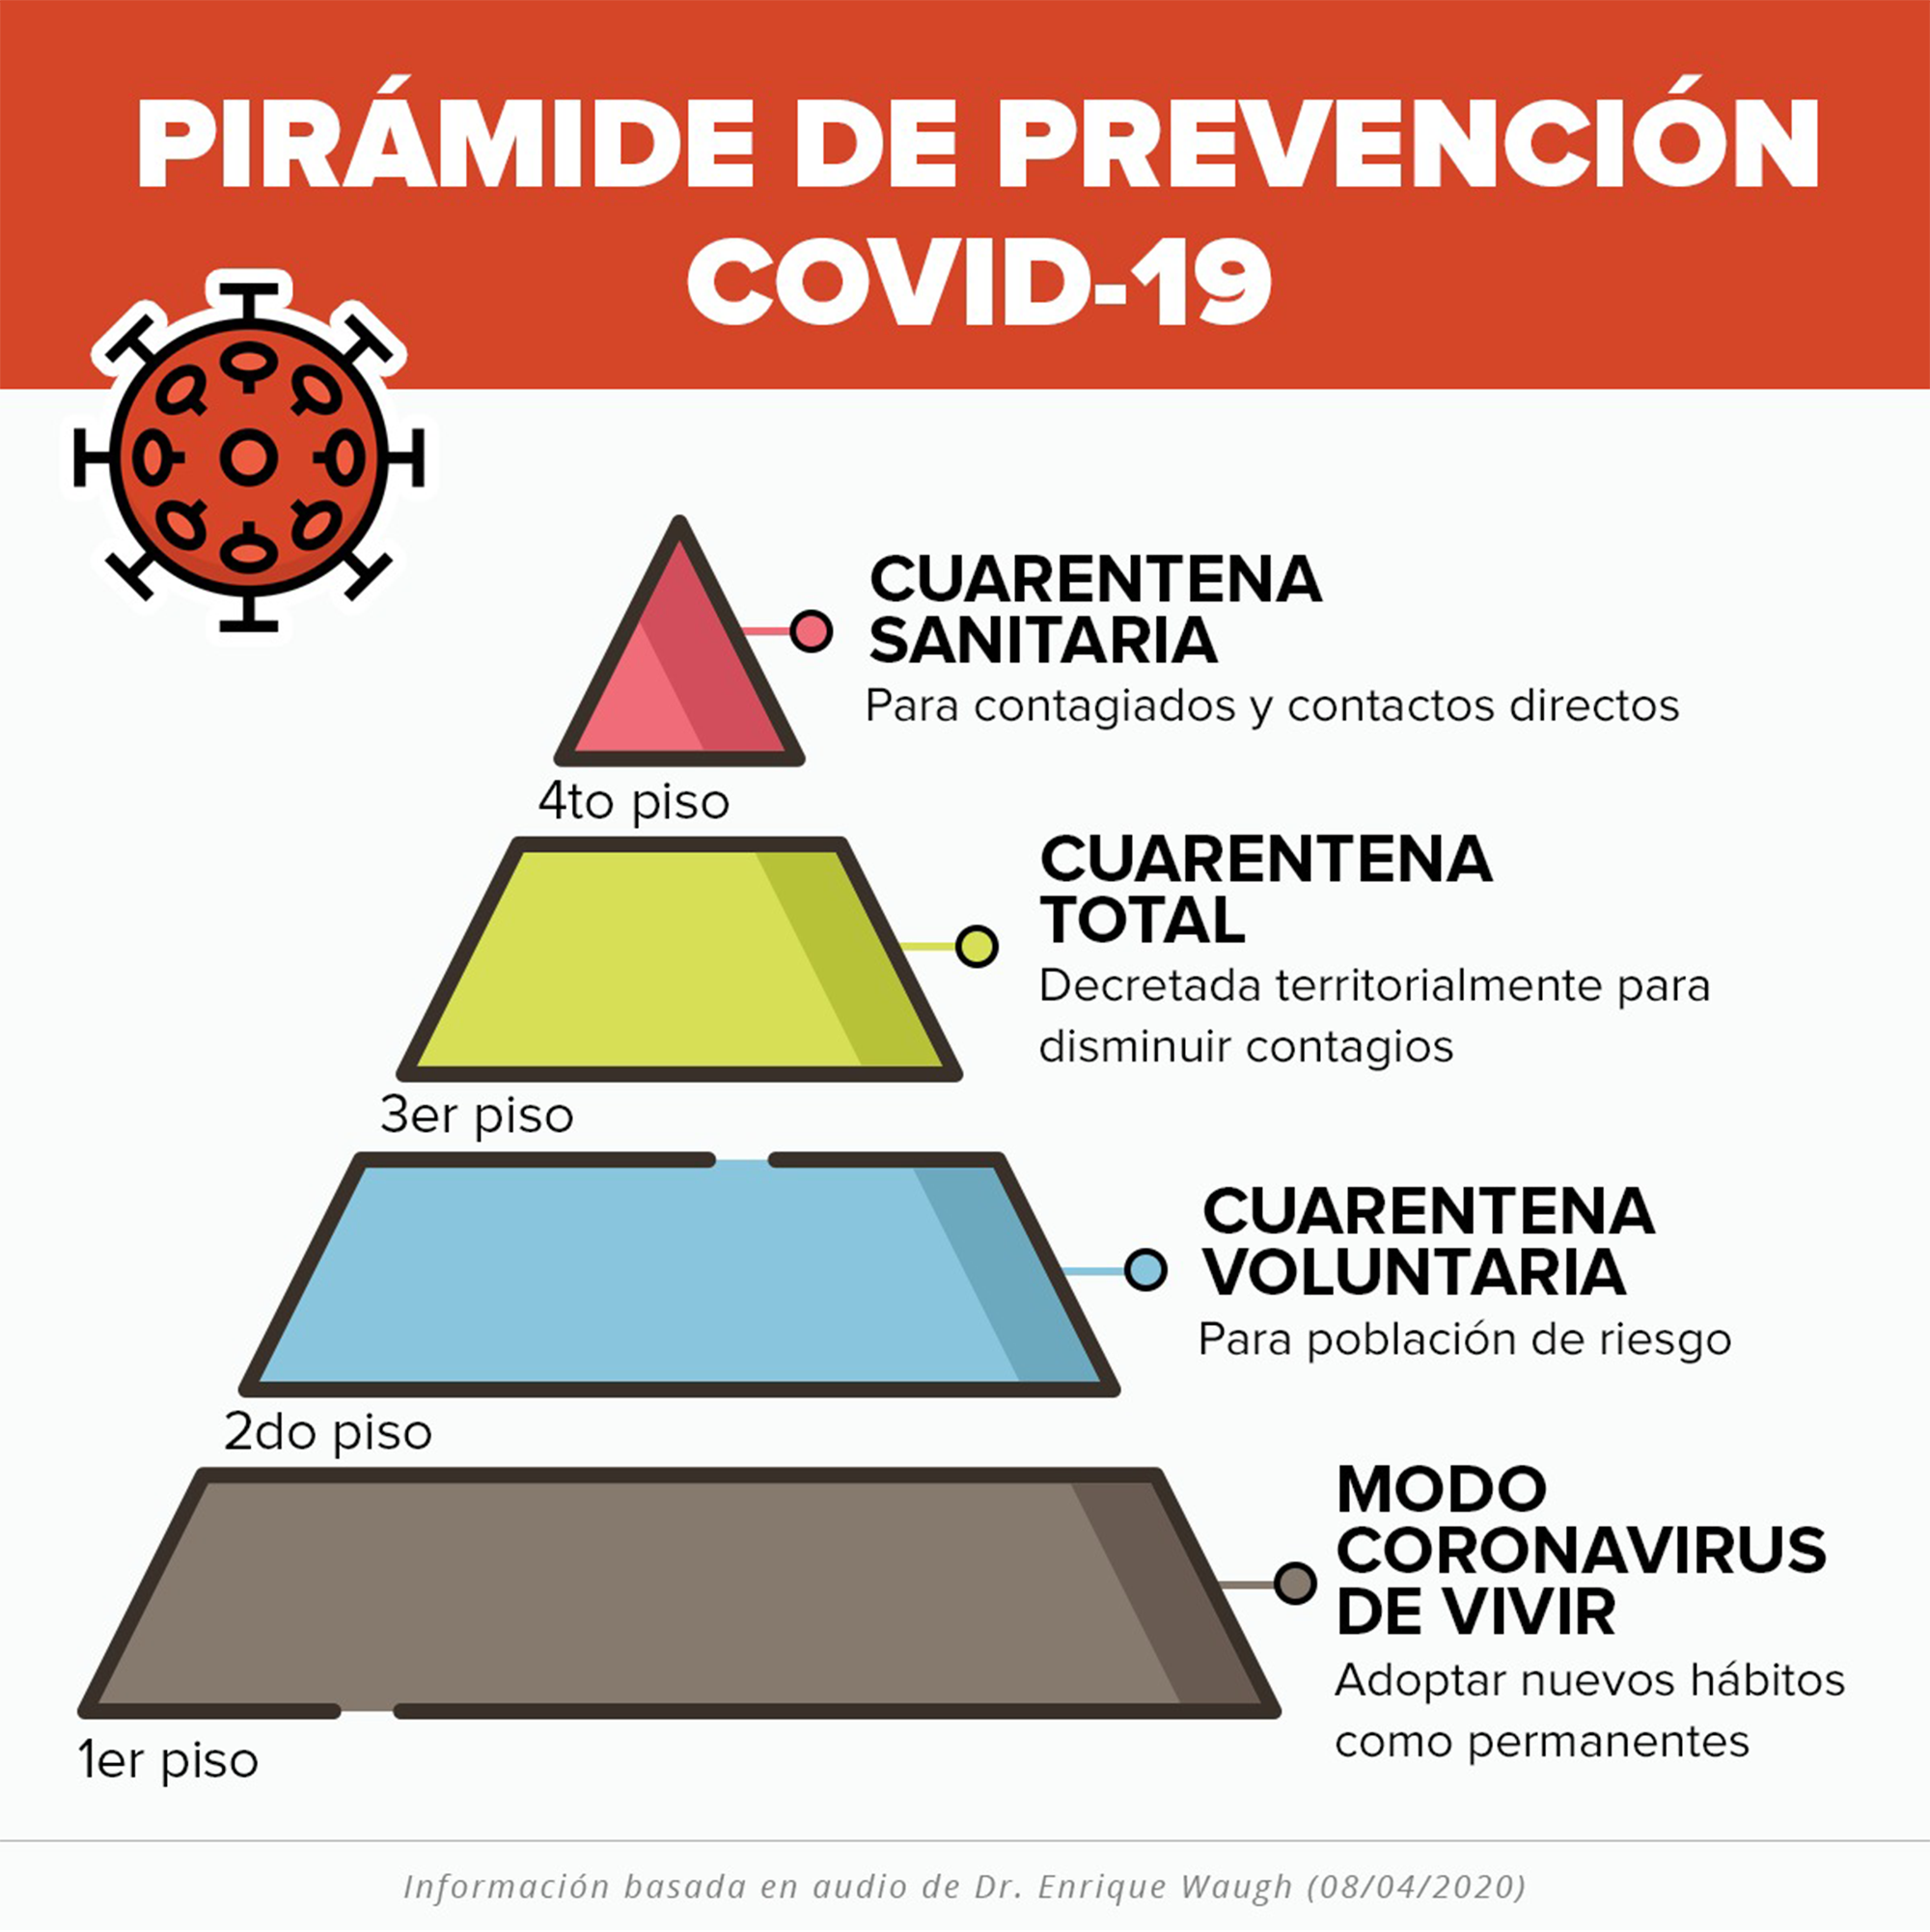 PIRÁMIDE DE PREVENCIÓN
COVID-19
CUARENTENA
SANITARIA
Para contagiados y contactos directos
4to piso
CUARENTENA
TOTAL
Decretada territorialmente para
disminuir contagios
3er piso
CUARENTENA
VOLUNTARIA
Para población de riesgo
2do piso
MODO
CORONAVIRUS
DE VIVIR
Adoptar nuevos hábitos
como permanentes
1er piso
Información basada en audio de Dr. Enrique Waugh (08/04/2020)